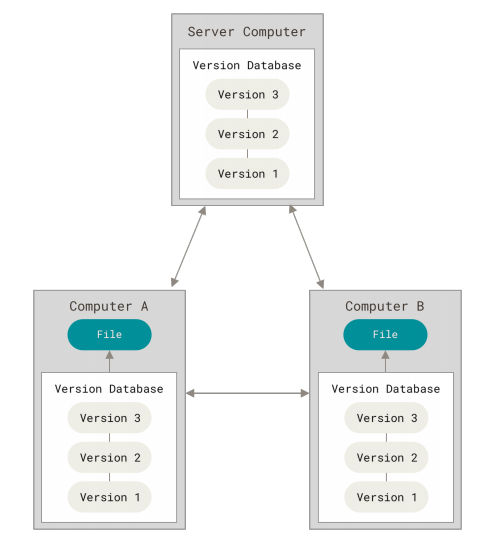 Server Computer
Version Database
Version 3
Version 2
Version 1
Computer A
File
Version Database
Version 3
Version 2
Version 1
Computer B
File
Version Database
Version 3
Version 2
Version 1